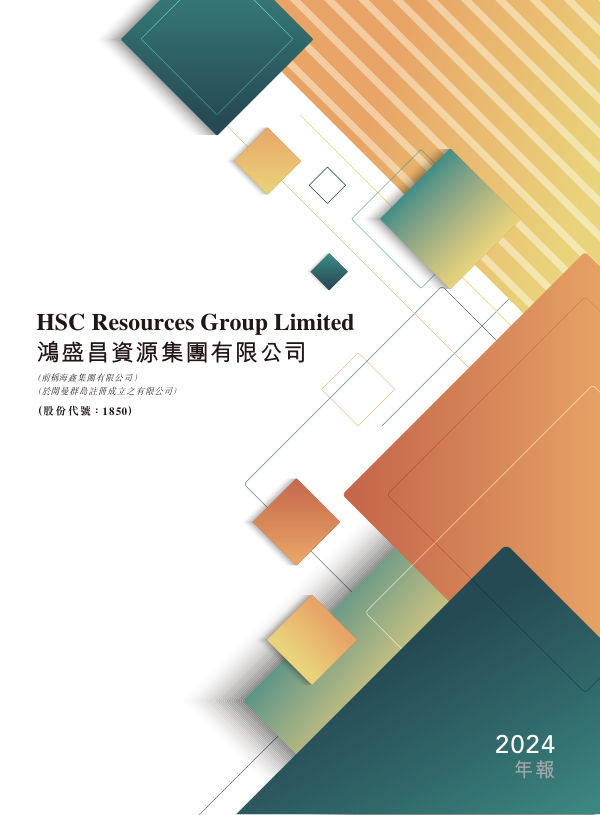 HSC Resources Group Limited
鴻盛昌資源集團有限公司
(前稱海鑫集團有限公司)
(於開曼群島註冊成立之有限公司)
(股份代號：1850)
2024
年報